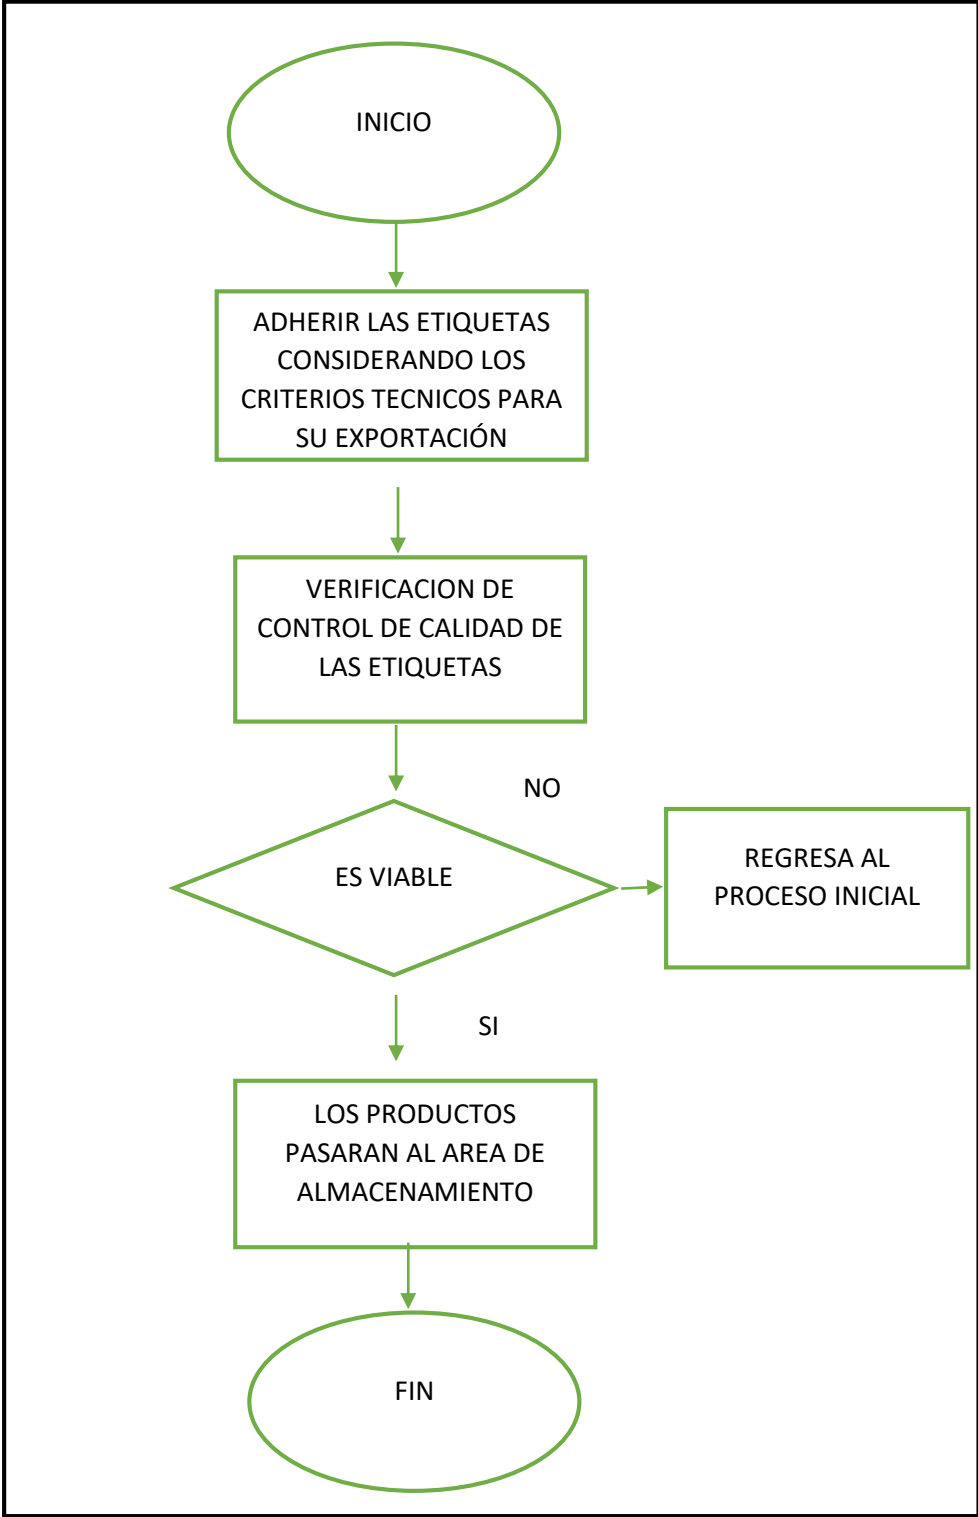 INICIO
ADHERIR LAS ETIQUETAS
CONSIDERANDO LOS
CRITERIOS TECNICOS PARA
SU EXPORTACIÓN
VERIFICACION DE
CONTROL DE CALIDAD DE
LAS ETIQUETAS
NO
ES VIABLE
REGRESA AL
PROCESO INICIAL
SI
LOS PRODUCTOS
PASARAN AL AREA DE
ALMACENAMIENTO
FIN